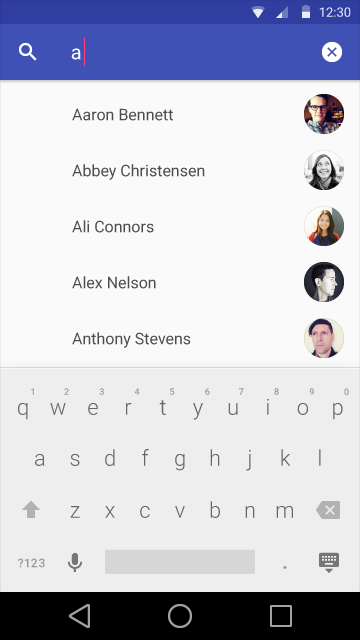 12:30
a
Aaron Bennett
Abbey Christensen
Ali Connors
Alex Nelson
Anthony Stevens
1 2 3 4 5 6 7 8 9 0
q w e r t y u i o p
a s d f g h j k l
z x c v b n m
?123 .